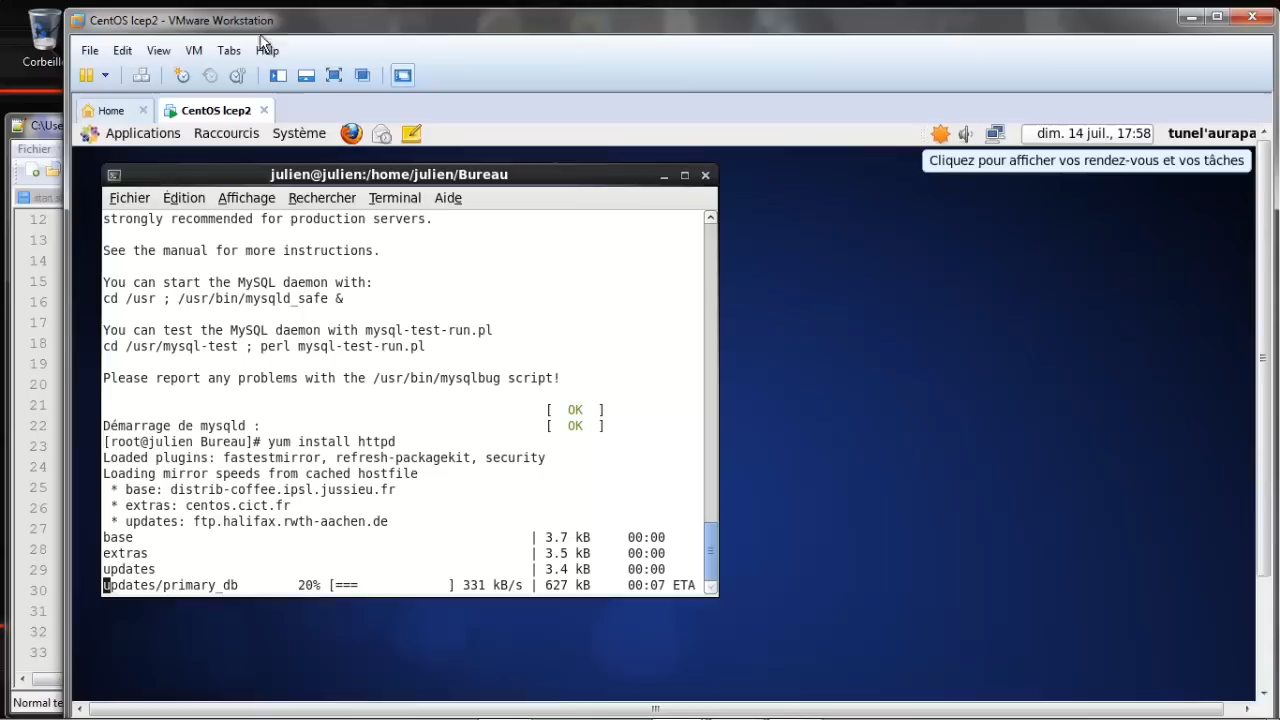 CentOS lcep2 - VMware Workstation
Corbeill
File Edit View VM Tabs Help
Home
CentOS lcep2
C:\Use
Applications Raccourcis Système
dim. 14 juil., 17:58
tunel'aurapa
Fichier
Cliquez pour afficher vos rendez-vous et vos tâches
julien@julien:/home/julien/Bureau
Fichier Édition Affichage Rechercher Terminal Aide
start
strongly recommended for production servers.
See the manual for more instructions.
You can start the MySQL daemon with:
cd /usr ; /usr/bin/mysqld_safe &
You can test the MySQL daemon with mysql-test-run.pl
cd /usr/mysql-test ; perl mysql-test-run.pl
Please report any problems with the /usr/bin/mysqlbug script!
[ OK ]
Démarrage de mysqld : [ OK ]
[root@julien Bureau]# yum install httpd
Loaded plugins: fastestmirror, refresh-packagekit, security
Loading mirror speeds from cached hostfile
* base: distrib-coffee.ipsl.jussieu.fr
* extras: centos.cict.fr
* updates: ftp.halifax.rwth-aachen.de
base | 3.7 kB 00:00
extras | 3.5 kB 00:00
updates | 3.4 kB 00:00
updates/primary_db 20% [=== ] 331 kB/s | 627 kB 00:07 ETA
12
13
14
15
16
17
18
19
20
21
22
23
24
25
26
27
28
29
30
31
32
33
Normal te